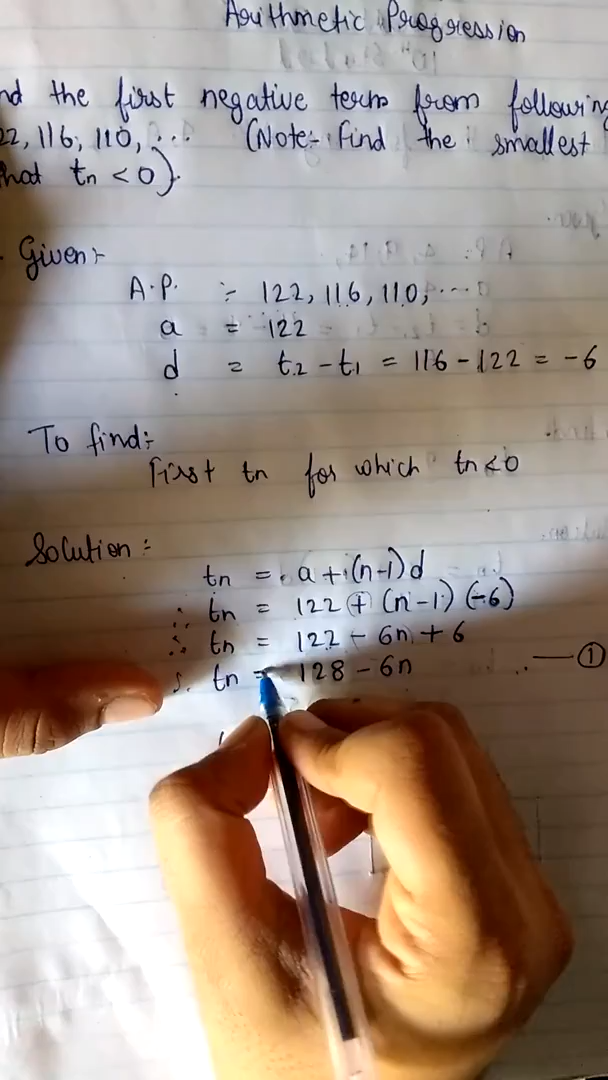 Arithmetic Progression
nd the first negative term from following
22, 116, 110, ... (Note:- Find the smallest
that tn < 0).
Given:-
A.P. :- 122, 116, 110, ...
a = 122
d = t2 - t1 = 116 - 122 = -6
To find:-
First tn for which tn < 0
Solution :-
tn = a + (n-1)d
∴ tn = 122 + (n-1) (-6)
∴ tn = 122 - 6n + 6
∴ tn = 128 - 6n ... — ①